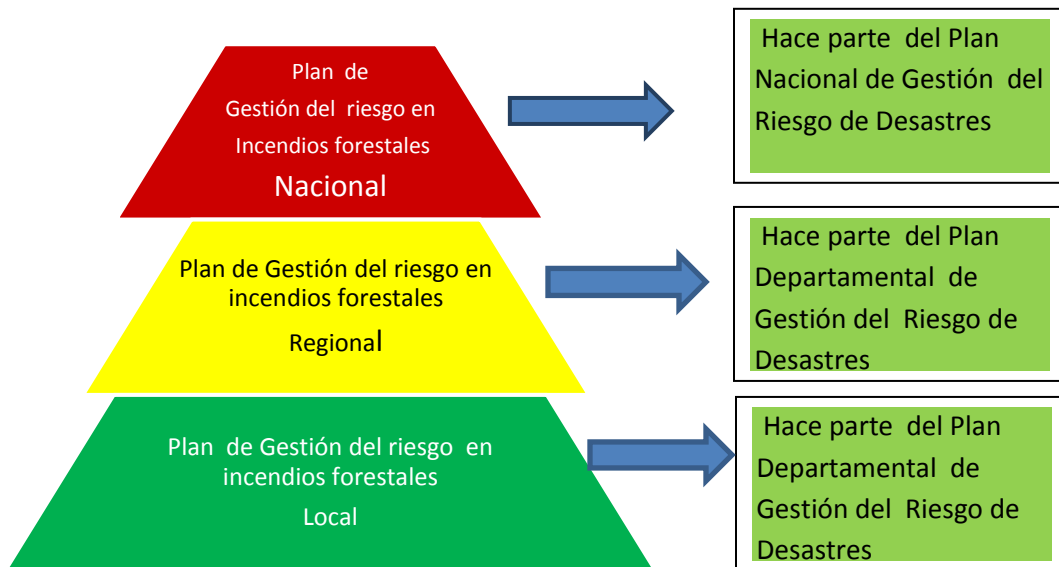 Plan de
Gestión del riesgo en
Incendios forestales
Nacional
Hace parte del Plan
Nacional de Gestión del
Riesgo de Desastres
Plan de Gestión del riesgo en
incendios forestales
Regional
Hace parte del Plan
Departamental de
Gestión del Riesgo de
Desastres
Plan de Gestión del riesgo en
incendios forestales
Local
Hace parte del Plan
Departamental de
Gestión del Riesgo de
Desastres